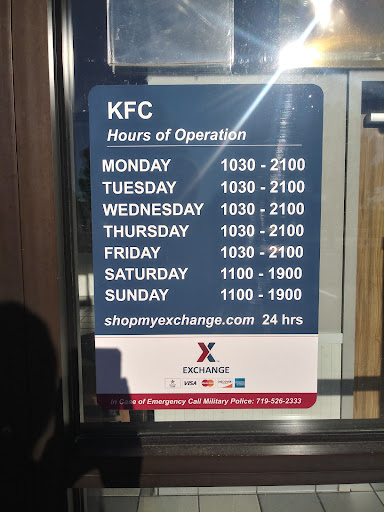 KFC
Hours of Operation
MONDAY 1030 - 2100
TUESDAY 1030 - 2100
WEDNESDAY 1030 - 2100
THURSDAY 1030 - 2100
FRIDAY 1030 - 2100
SATURDAY 1100 - 1900
SUNDAY 1100 - 1900
shopmyexchange.com 24 hrs
X
EXCHANGE
VISA
In Case of Emergency Call Military Police: 719-526-2333